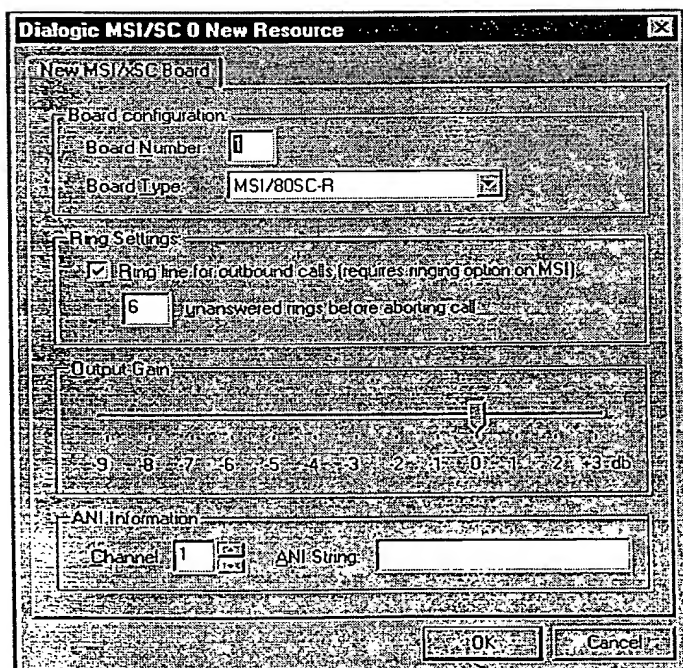 Dialogic MSI/SC 0 New Resource
New MSI/xSC Board
Board configuration:
Board Number: 1
Board Type: MSI/80SC-R
Ring Settings:
Ring line for outbound calls (requires ringing option on MSI).
6 unanswered rings before aborting call
Output Gain
-9 -8 -7 -6 -5 -4 -3 -2 -1 0 1 2 +3 db
ANI Information
Channel: 1 ANI String:
OK Cancel